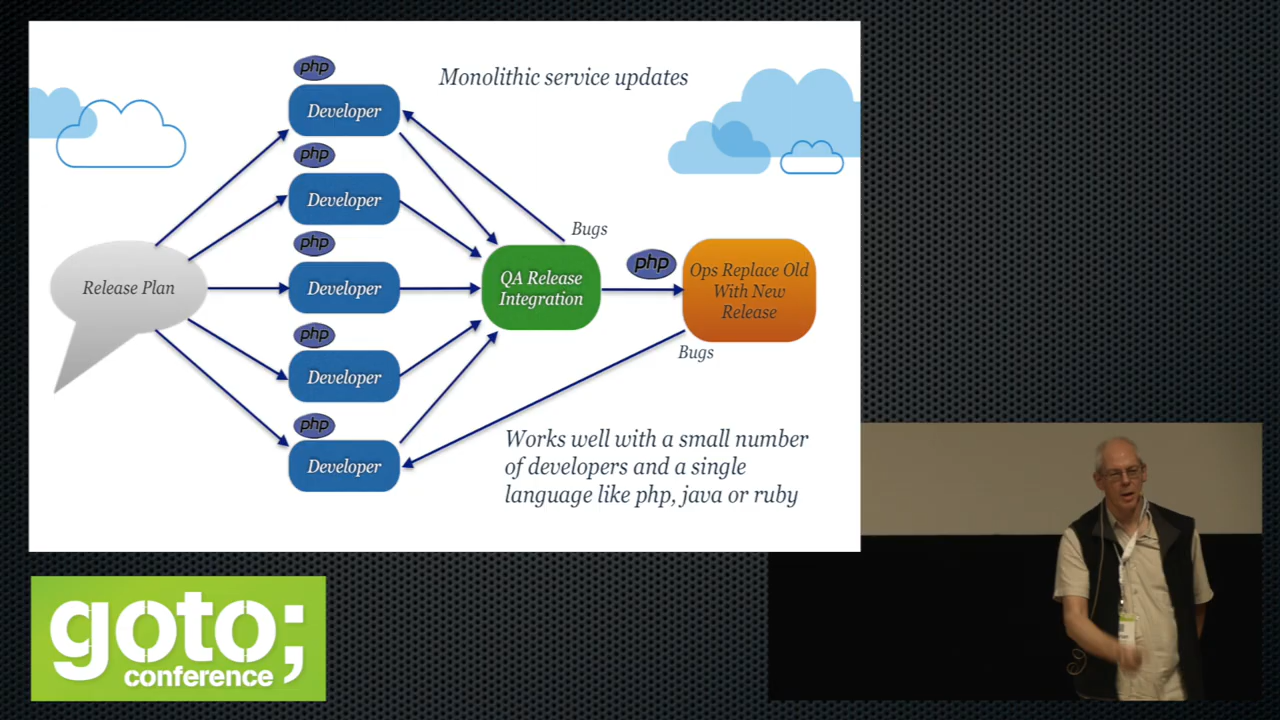 Monolithic service updates
php
Developer
php
Developer
php
Developer
php
Developer
php
Developer
Release Plan
Bugs
QA Release
Integration
php
Ops Replace Old
With New
Release
Bugs
Works well with a small number
of developers and a single
language like php, java or ruby
goto;
conference